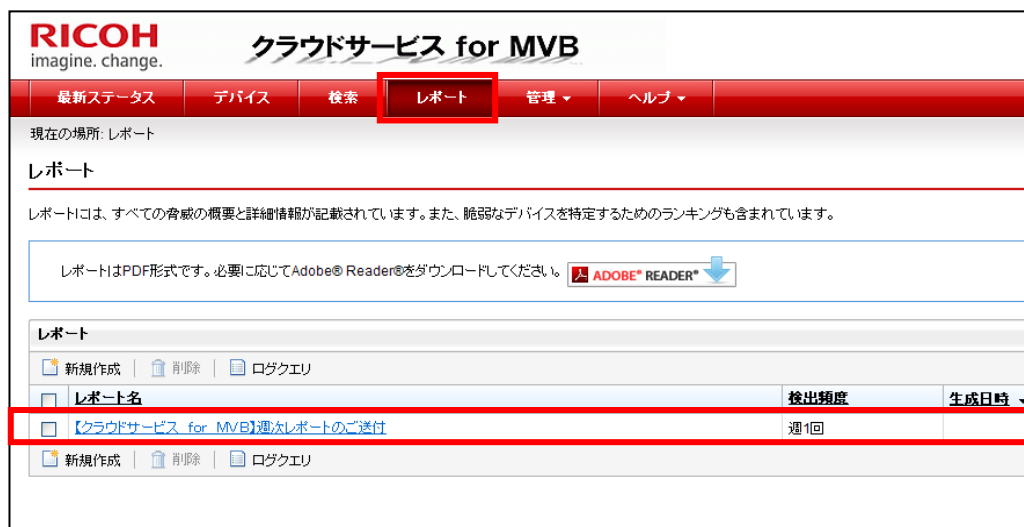 RICOH
imagine. change.
クラウドサービス for MVB
最新ステータス デバイス 検索 レポート 管理 ヘルプ
現在の場所: レポート
レポート
レポートには、すべての脅威の概要と詳細情報が記載されています。また、脆弱なデバイスを特定するためのランキングも含まれています。
レポートはPDF形式です。必要に応じてAdobe® Reader®をダウンロードしてください。 ADOBE® READER®
レポート
新規作成 削除 ログクエリ
レポート名 検出頻度 生成日時
【クラウドサービス for MVB】週次レポートのご送付 週1回
新規作成 削除 ログクエリ